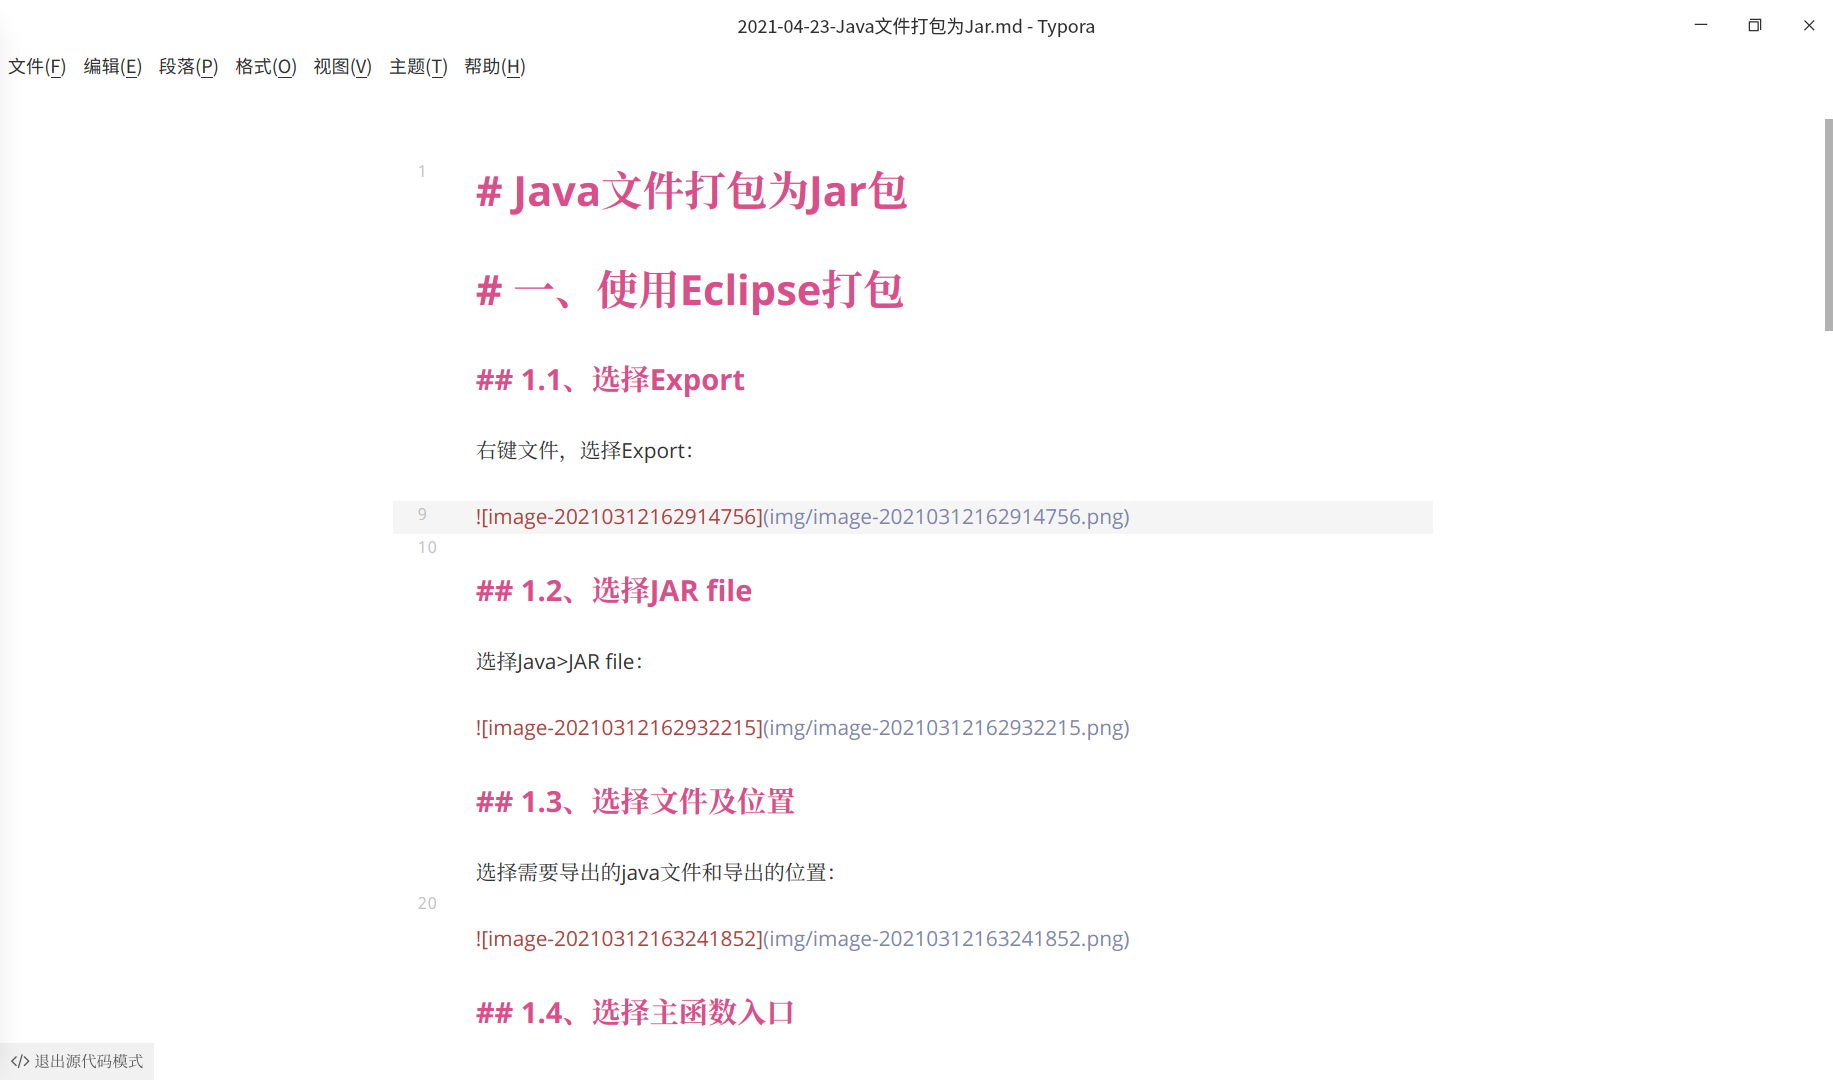 2021-04-23-Java文件打包为Jar.md - Typora
文件(F) 编辑(E) 段落(P) 格式(O) 视图(V) 主题(T) 帮助(H)
1
# Java文件打包为Jar包
# 一、使用Eclipse打包
## 1.1、选择Export
右键文件，选择Export：
9 ![image-20210312162914756](img/image-20210312162914756.png)
10
## 1.2、选择JAR file
选择Java>JAR file：
![image-20210312162932215](img/image-20210312162932215.png)
## 1.3、选择文件及位置
选择需要导出的java文件和导出的位置：
20
![image-20210312163241852](img/image-20210312163241852.png)
## 1.4、选择主函数入口
</> 退出源代码模式